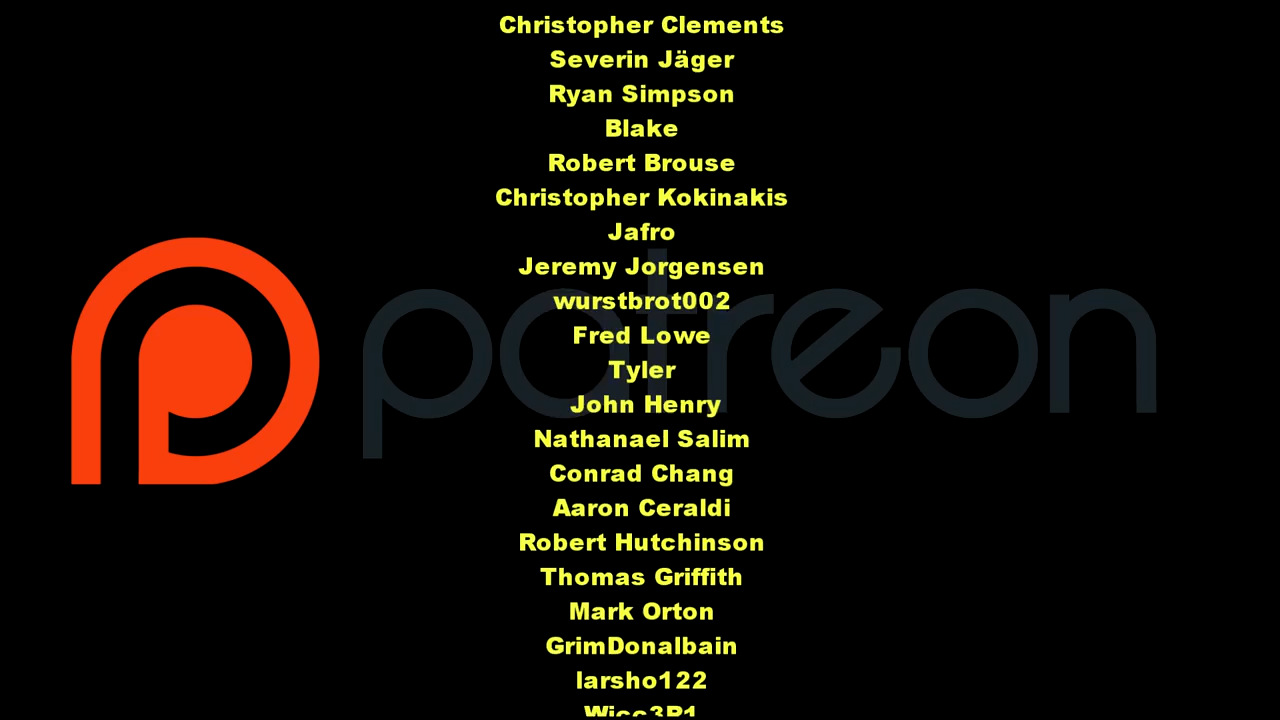 Christopher Clements
Severin Jäger
Ryan Simpson
Blake
Robert Brouse
Christopher Kokinakis
Jafro
Jeremy Jorgensen
wurstbrot002
Fred Lowe
Tyler
John Henry
Nathanael Salim
Conrad Chang
Aaron Ceraldi
Robert Hutchinson
Thomas Griffith
Mark Orton
GrimDonalbain
larsho122
patreon